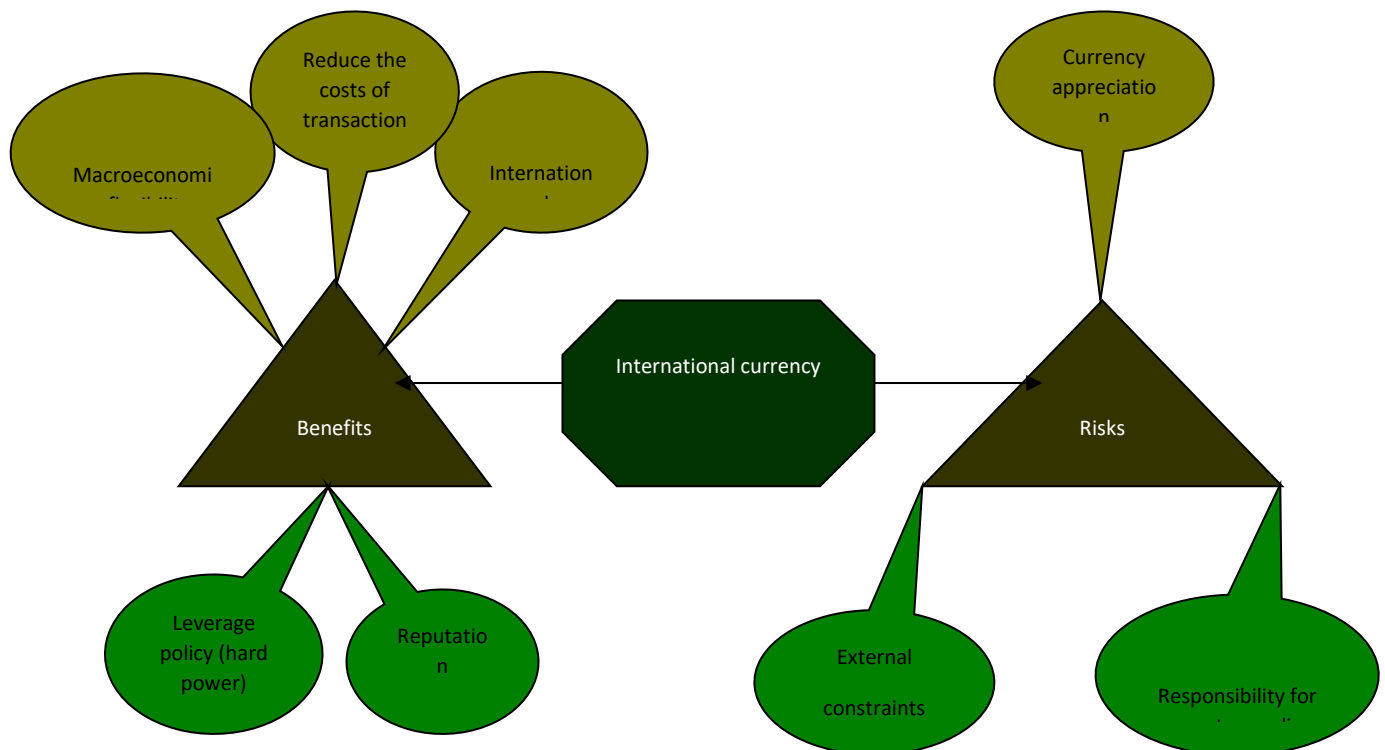 Reduce the
costs of
transaction
Currency
appreciatio
n
Macroeconomi
Internation
International currency
Benefits
Risks
Leverage
policy (hard
power)
Reputatio
n
External
constraints
Responsibility for